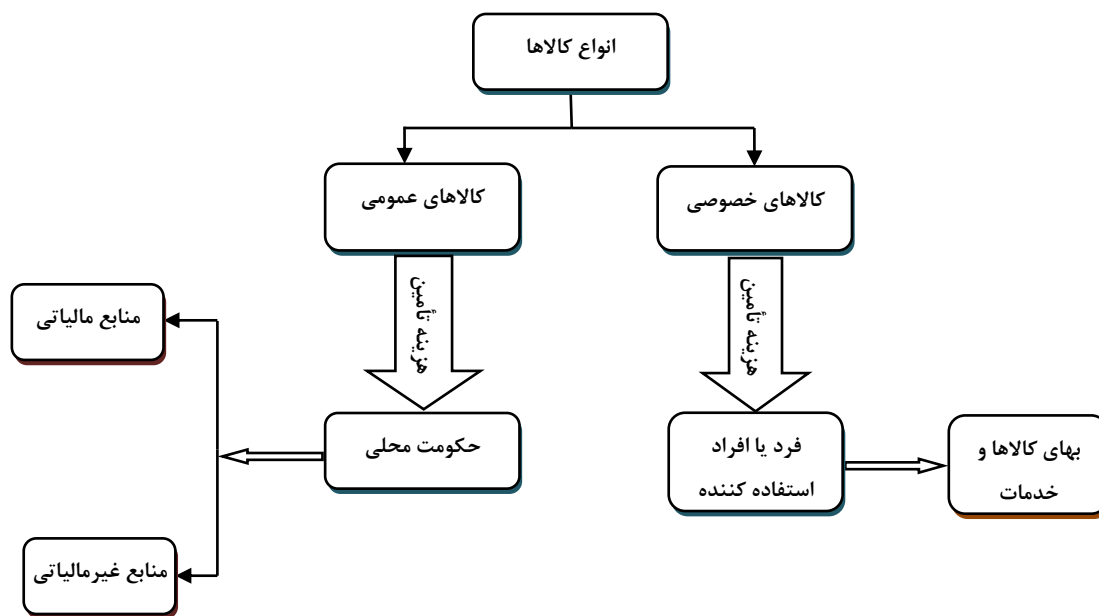 انواع کالاها
کالاهای خصوصی
کالاهای عمومی
هزینه تأمین
هزینه تأمین
منابع مالیاتی
فرد یا افراد
استفاده کننده
حکومت محلی
بهای کالاها و
خدمات
منابع غیرمالیاتی